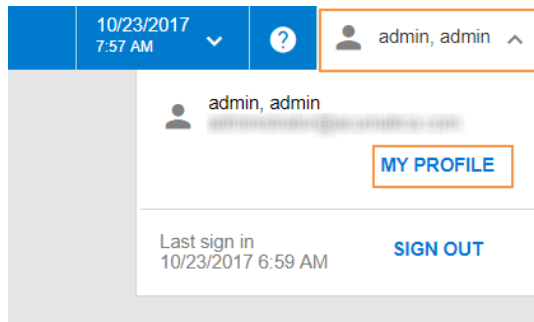 10/23/2017
7:57 AM
?
admin, admin
admin, admin
MY PROFILE
Last sign in
10/23/2017 6:59 AM
SIGN OUT